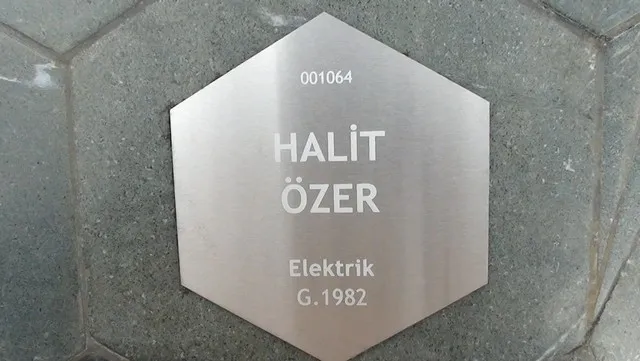 001064
HALİT
ÖZER
Elektrik
G.1982